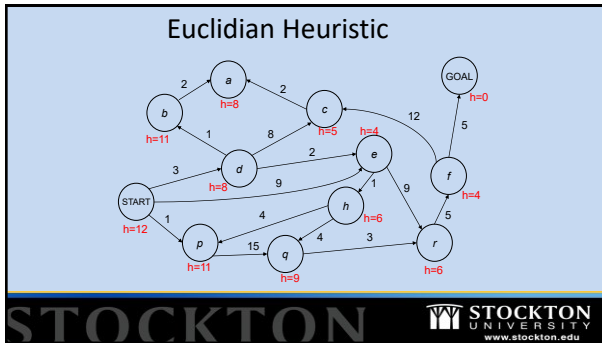 Euclidian Heuristic
a
h=8
2
b
h=11
2
c
h=5
1
8
d
h=8
3
2
9
e
h=4
12
GOAL
h=0
5
f
h=4
START
h=12
1
p
h=11
4
h
h=6
1
9
15
q
h=9
4
3
r
h=6
5
STOCKTON
STOCKTON
UNIVERSITY
www.stockton.edu